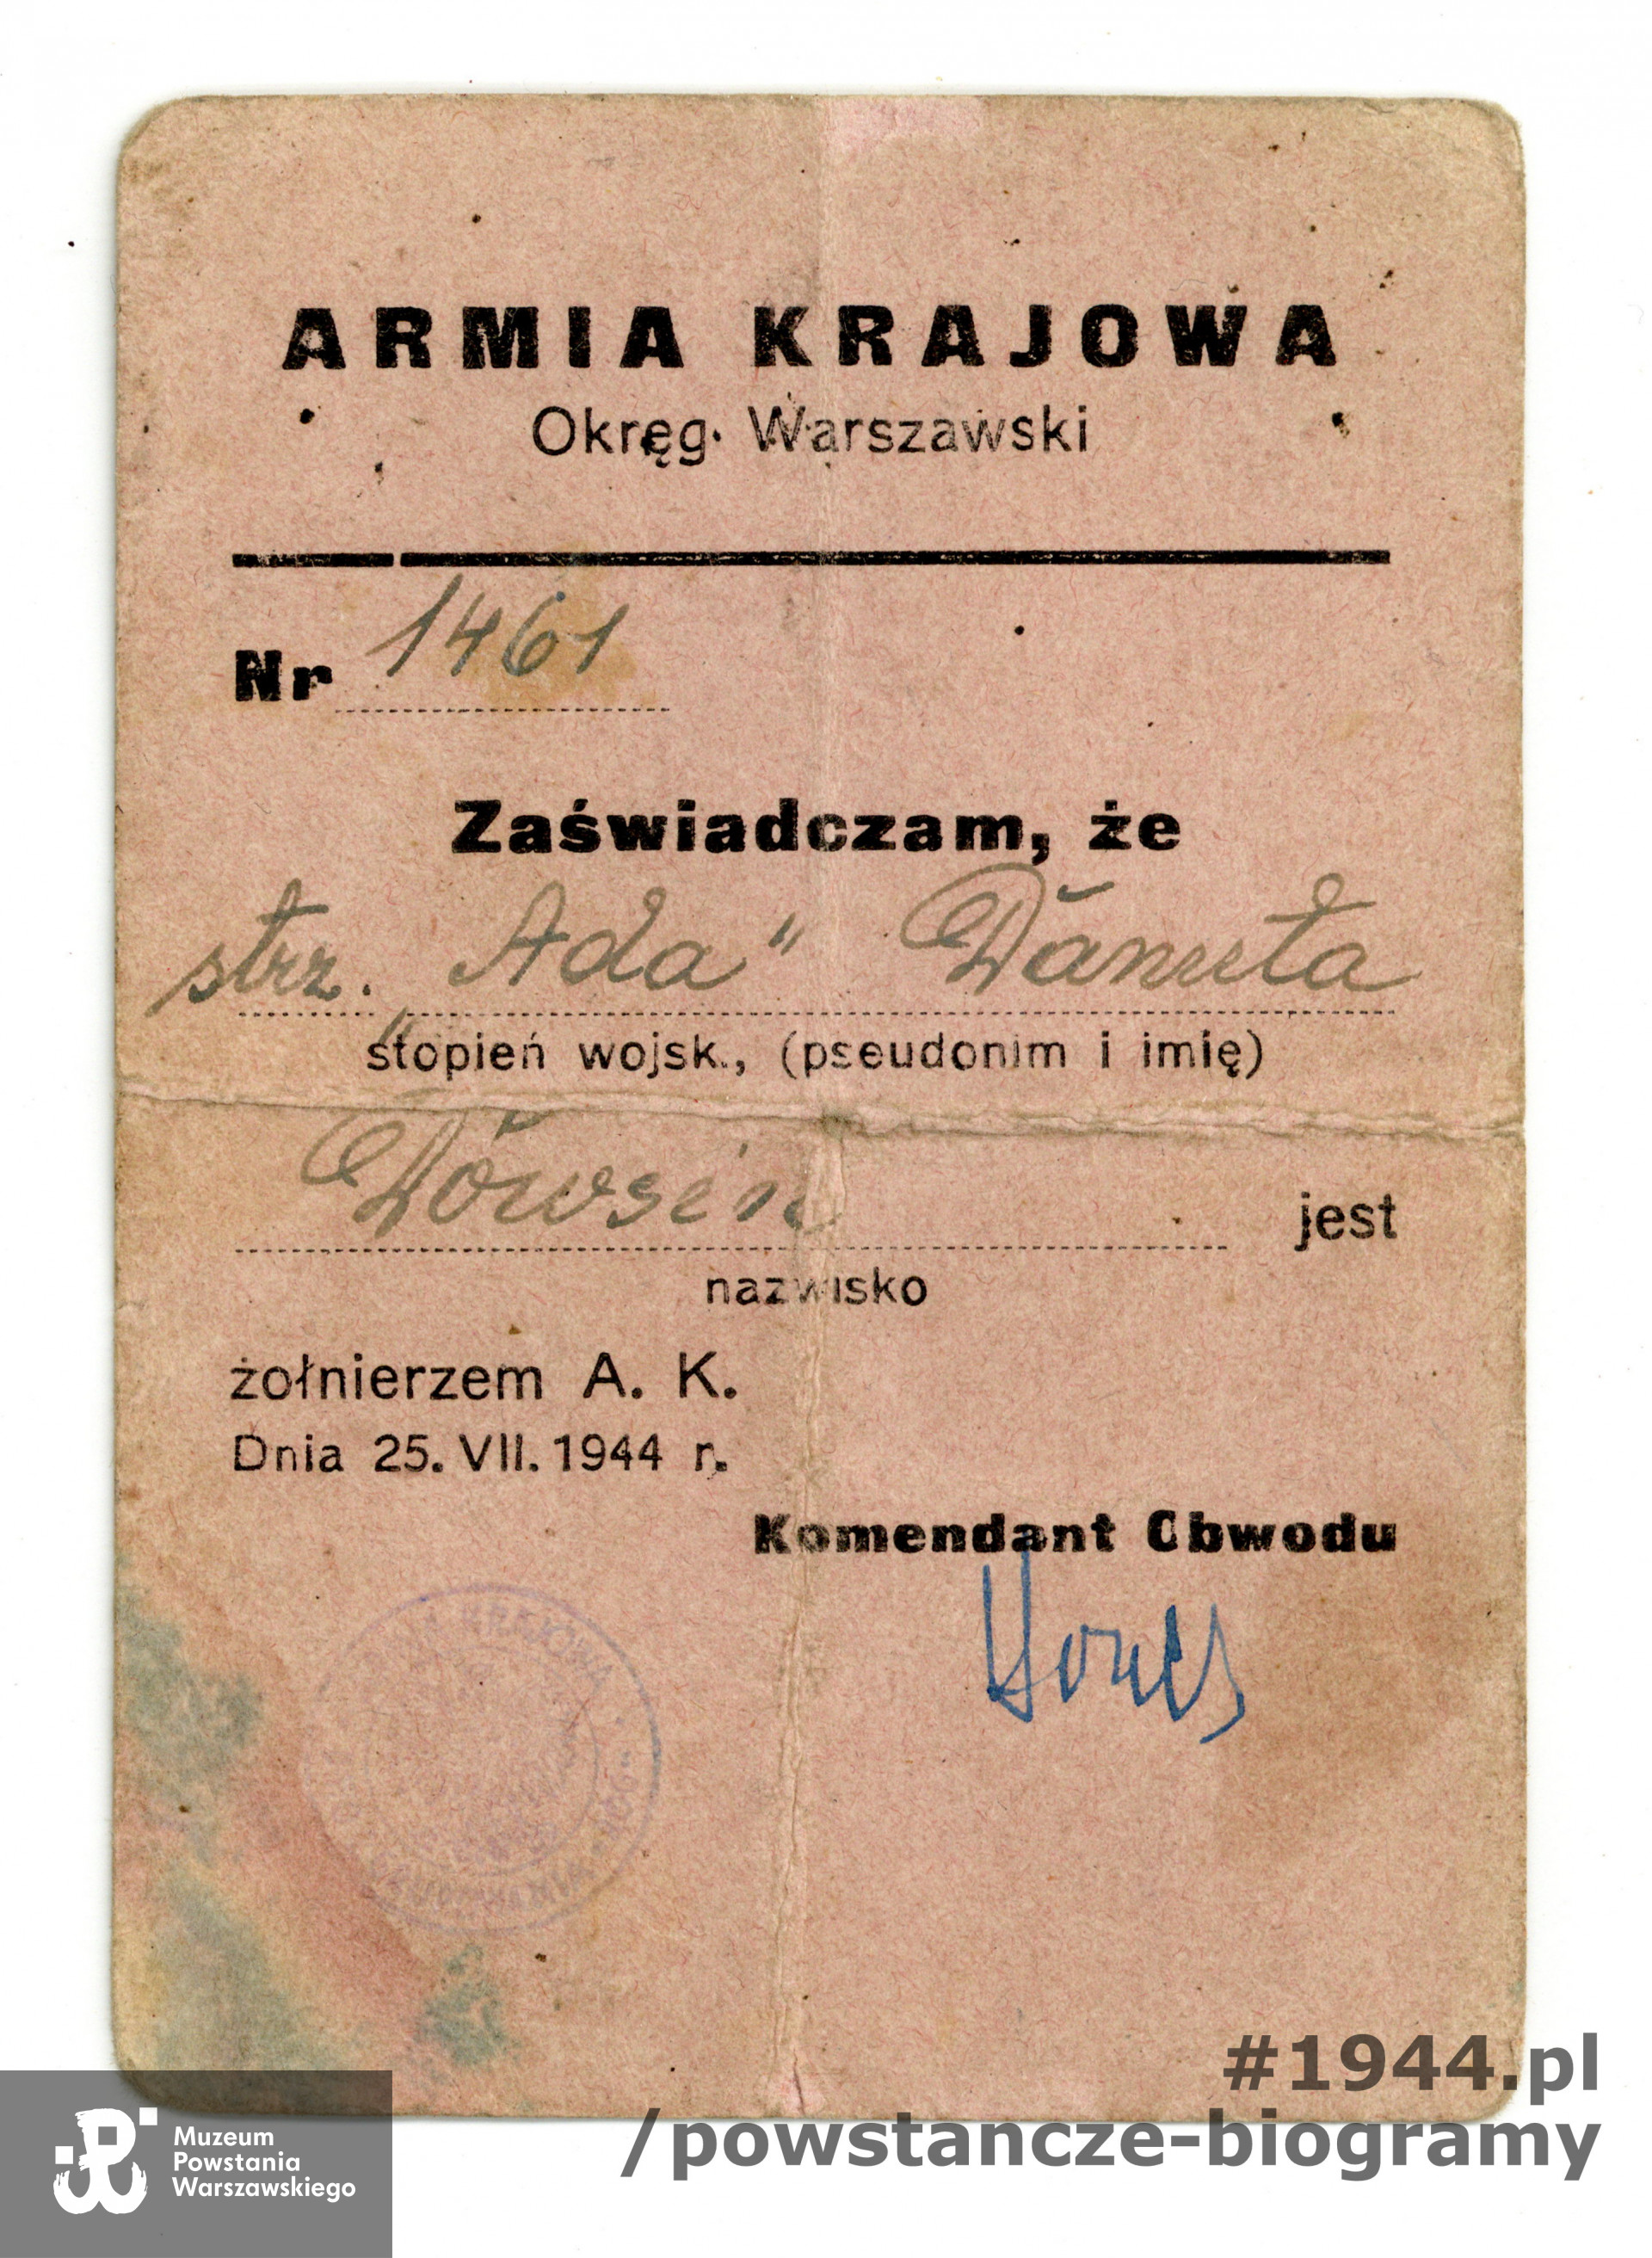 ARMIA KRAJOWA
Okręg Warszawski
Nr 1461
Zaświadczam, że
strz. „Ada" Danuta
stopień wojsk., (pseudonim i imię)
jest
nazwisko
żołnierzem A. K.
Dnia 25. VII. 1944 r.
Komendant Obwodu
KRAJOWA
#1944.pl
/powstancze-biogramy
Muzeum
Powstania
Warszawskiego